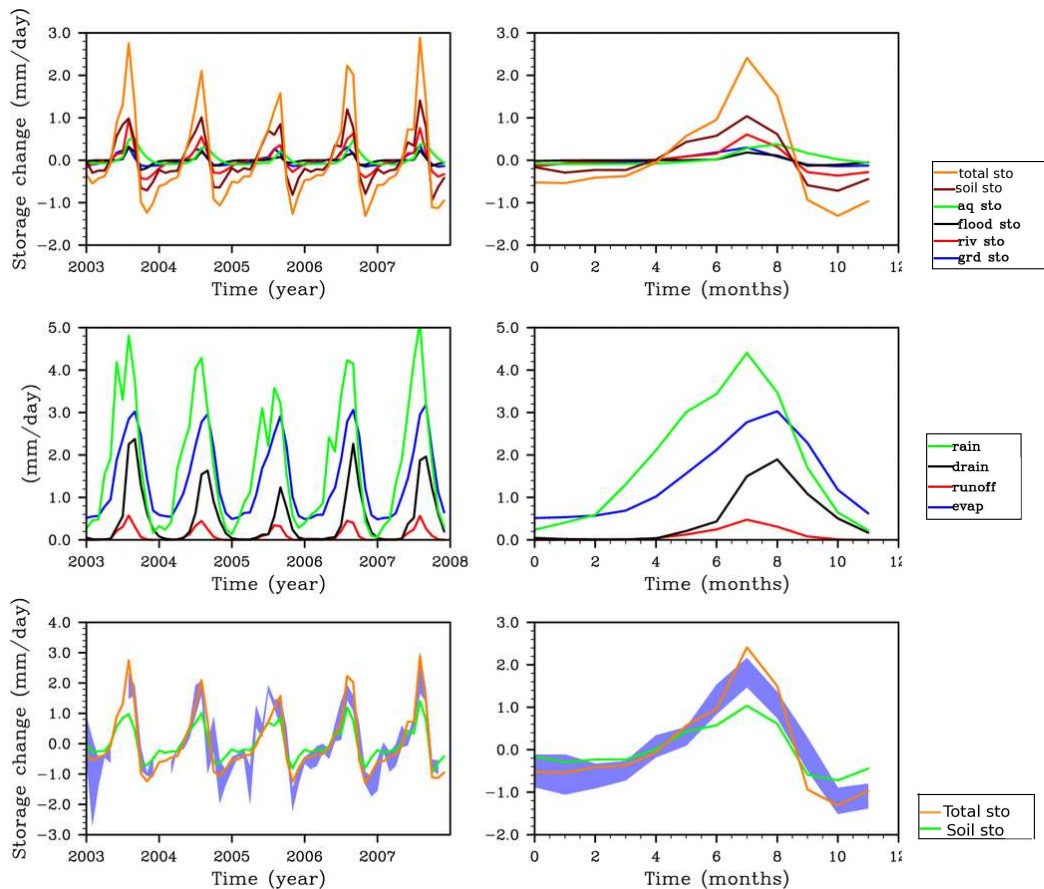 Storage change (mm/day)
3.0
2.0
1.0
0.0
−1.0
−2.0
2003 2004 2005 2006 2007
Time (year)
3.0
2.0
1.0
0.0
−1.0
−2.0
0 2 4 6 8 10 12
Time (months)
total sto
soil sto
aq sto
flood sto
riv sto
grd sto
(mm/day)
5.0
4.0
3.0
2.0
1.0
0.0
2003 2004 2005 2006 2007 2008
Time (year)
5.0
4.0
3.0
2.0
1.0
0.0
0 2 4 6 8 10 12
Time (months)
rain
drain
runoff
evap
Storage change (mm/day)
4.0
3.0
2.0
1.0
0.0
−1.0
−2.0
−3.0
2003 2004 2005 2006 2007
Time (year)
3.0
2.0
1.0
0.0
−1.0
−2.0
0 2 4 6 8 10 12
Time (months)
Total sto
Soil sto